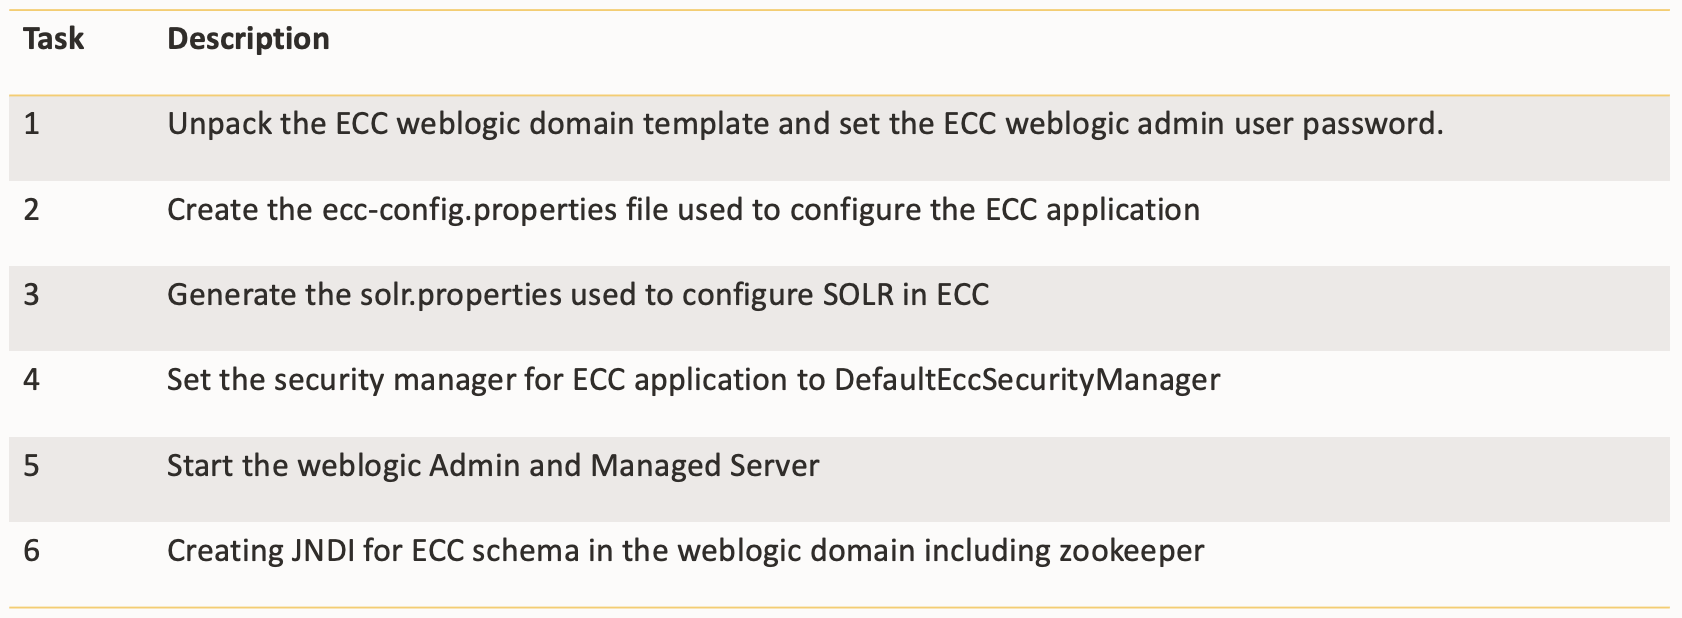 Task Description
1 Unpack the ECC weblogic domain template and set the ECC weblogic admin user password.
2 Create the ecc-config.properties file used to configure the ECC application
3 Generate the solr.properties used to configure SOLR in ECC
4 Set the security manager for ECC application to DefaultEccSecurityManager
5 Start the weblogic Admin and Managed Server
6 Creating JNDI for ECC schema in the weblogic domain including zookeeper